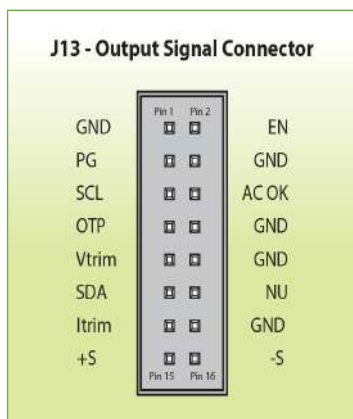 J13 - Output Signal Connector
Pin 1 Pin 2
GND EN
PG GND
SCL AC OK
OTP GND
Vtrim GND
SDA NU
Itrim GND
+S -S
Pin 15 Pin 16